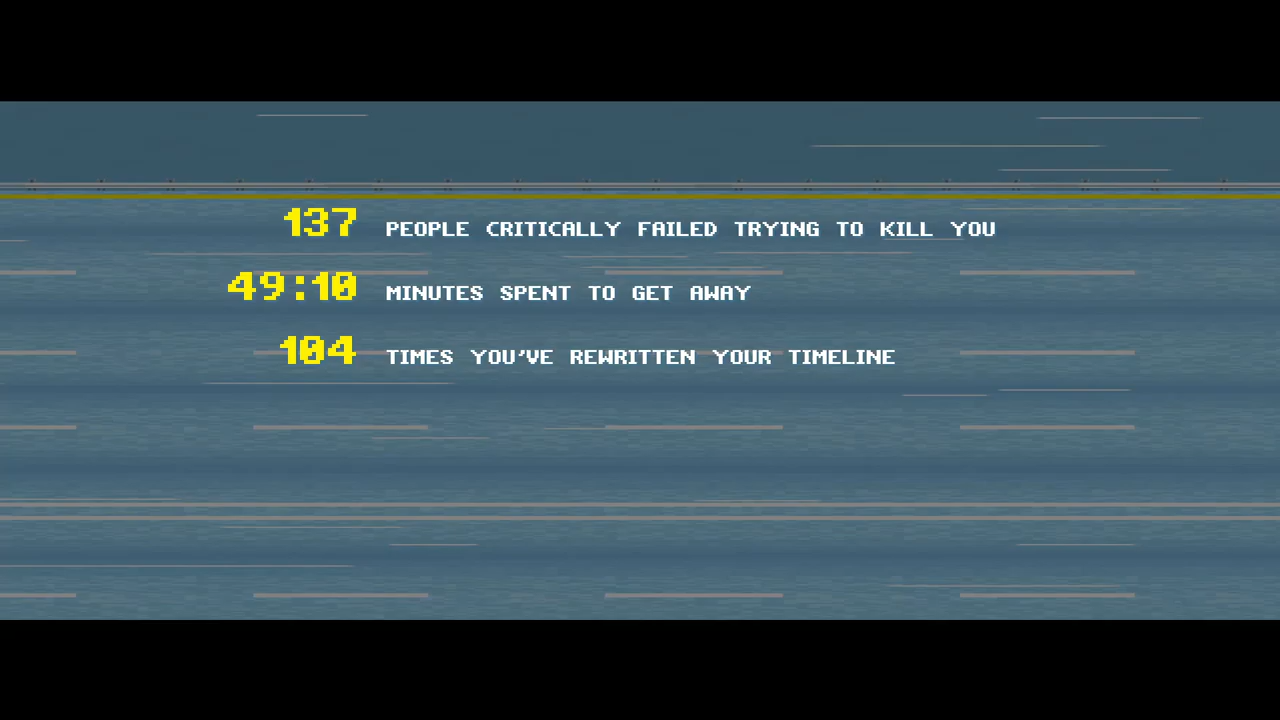 137 PEOPLE CRITICALLY FAILED TRYING TO KILL YOU
49:10 MINUTES SPENT TO GET AWAY
104 TIMES YOU'VE REWRITTEN YOUR TIMELINE